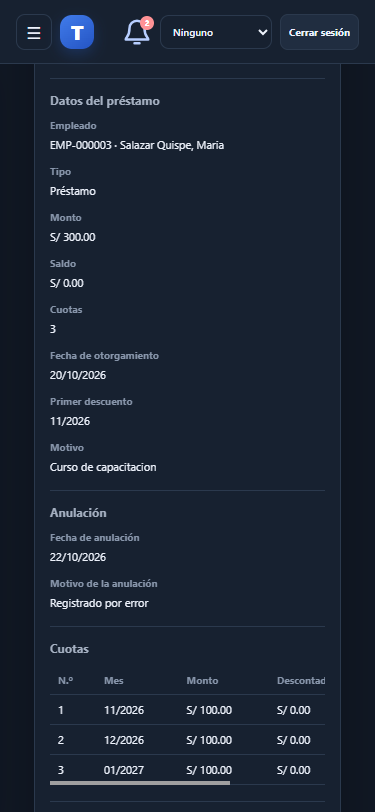 ☰ T 2 Ninguno Cerrar sesión
Datos del préstamo
Empleado
EMP-000003 · Salazar Quispe, Maria
Tipo
Préstamo
Monto
S/ 300.00
Saldo
S/ 0.00
Cuotas
3
Fecha de otorgamiento
20/10/2026
Primer descuento
11/2026
Motivo
Curso de capacitacion
Anulación
Fecha de anulación
22/10/2026
Motivo de la anulación
Registrado por error
Cuotas
N.º Mes Monto Descontad
1 11/2026 S/ 100.00 S/ 0.00
2 12/2026 S/ 100.00 S/ 0.00
3 01/2027 S/ 100.00 S/ 0.00